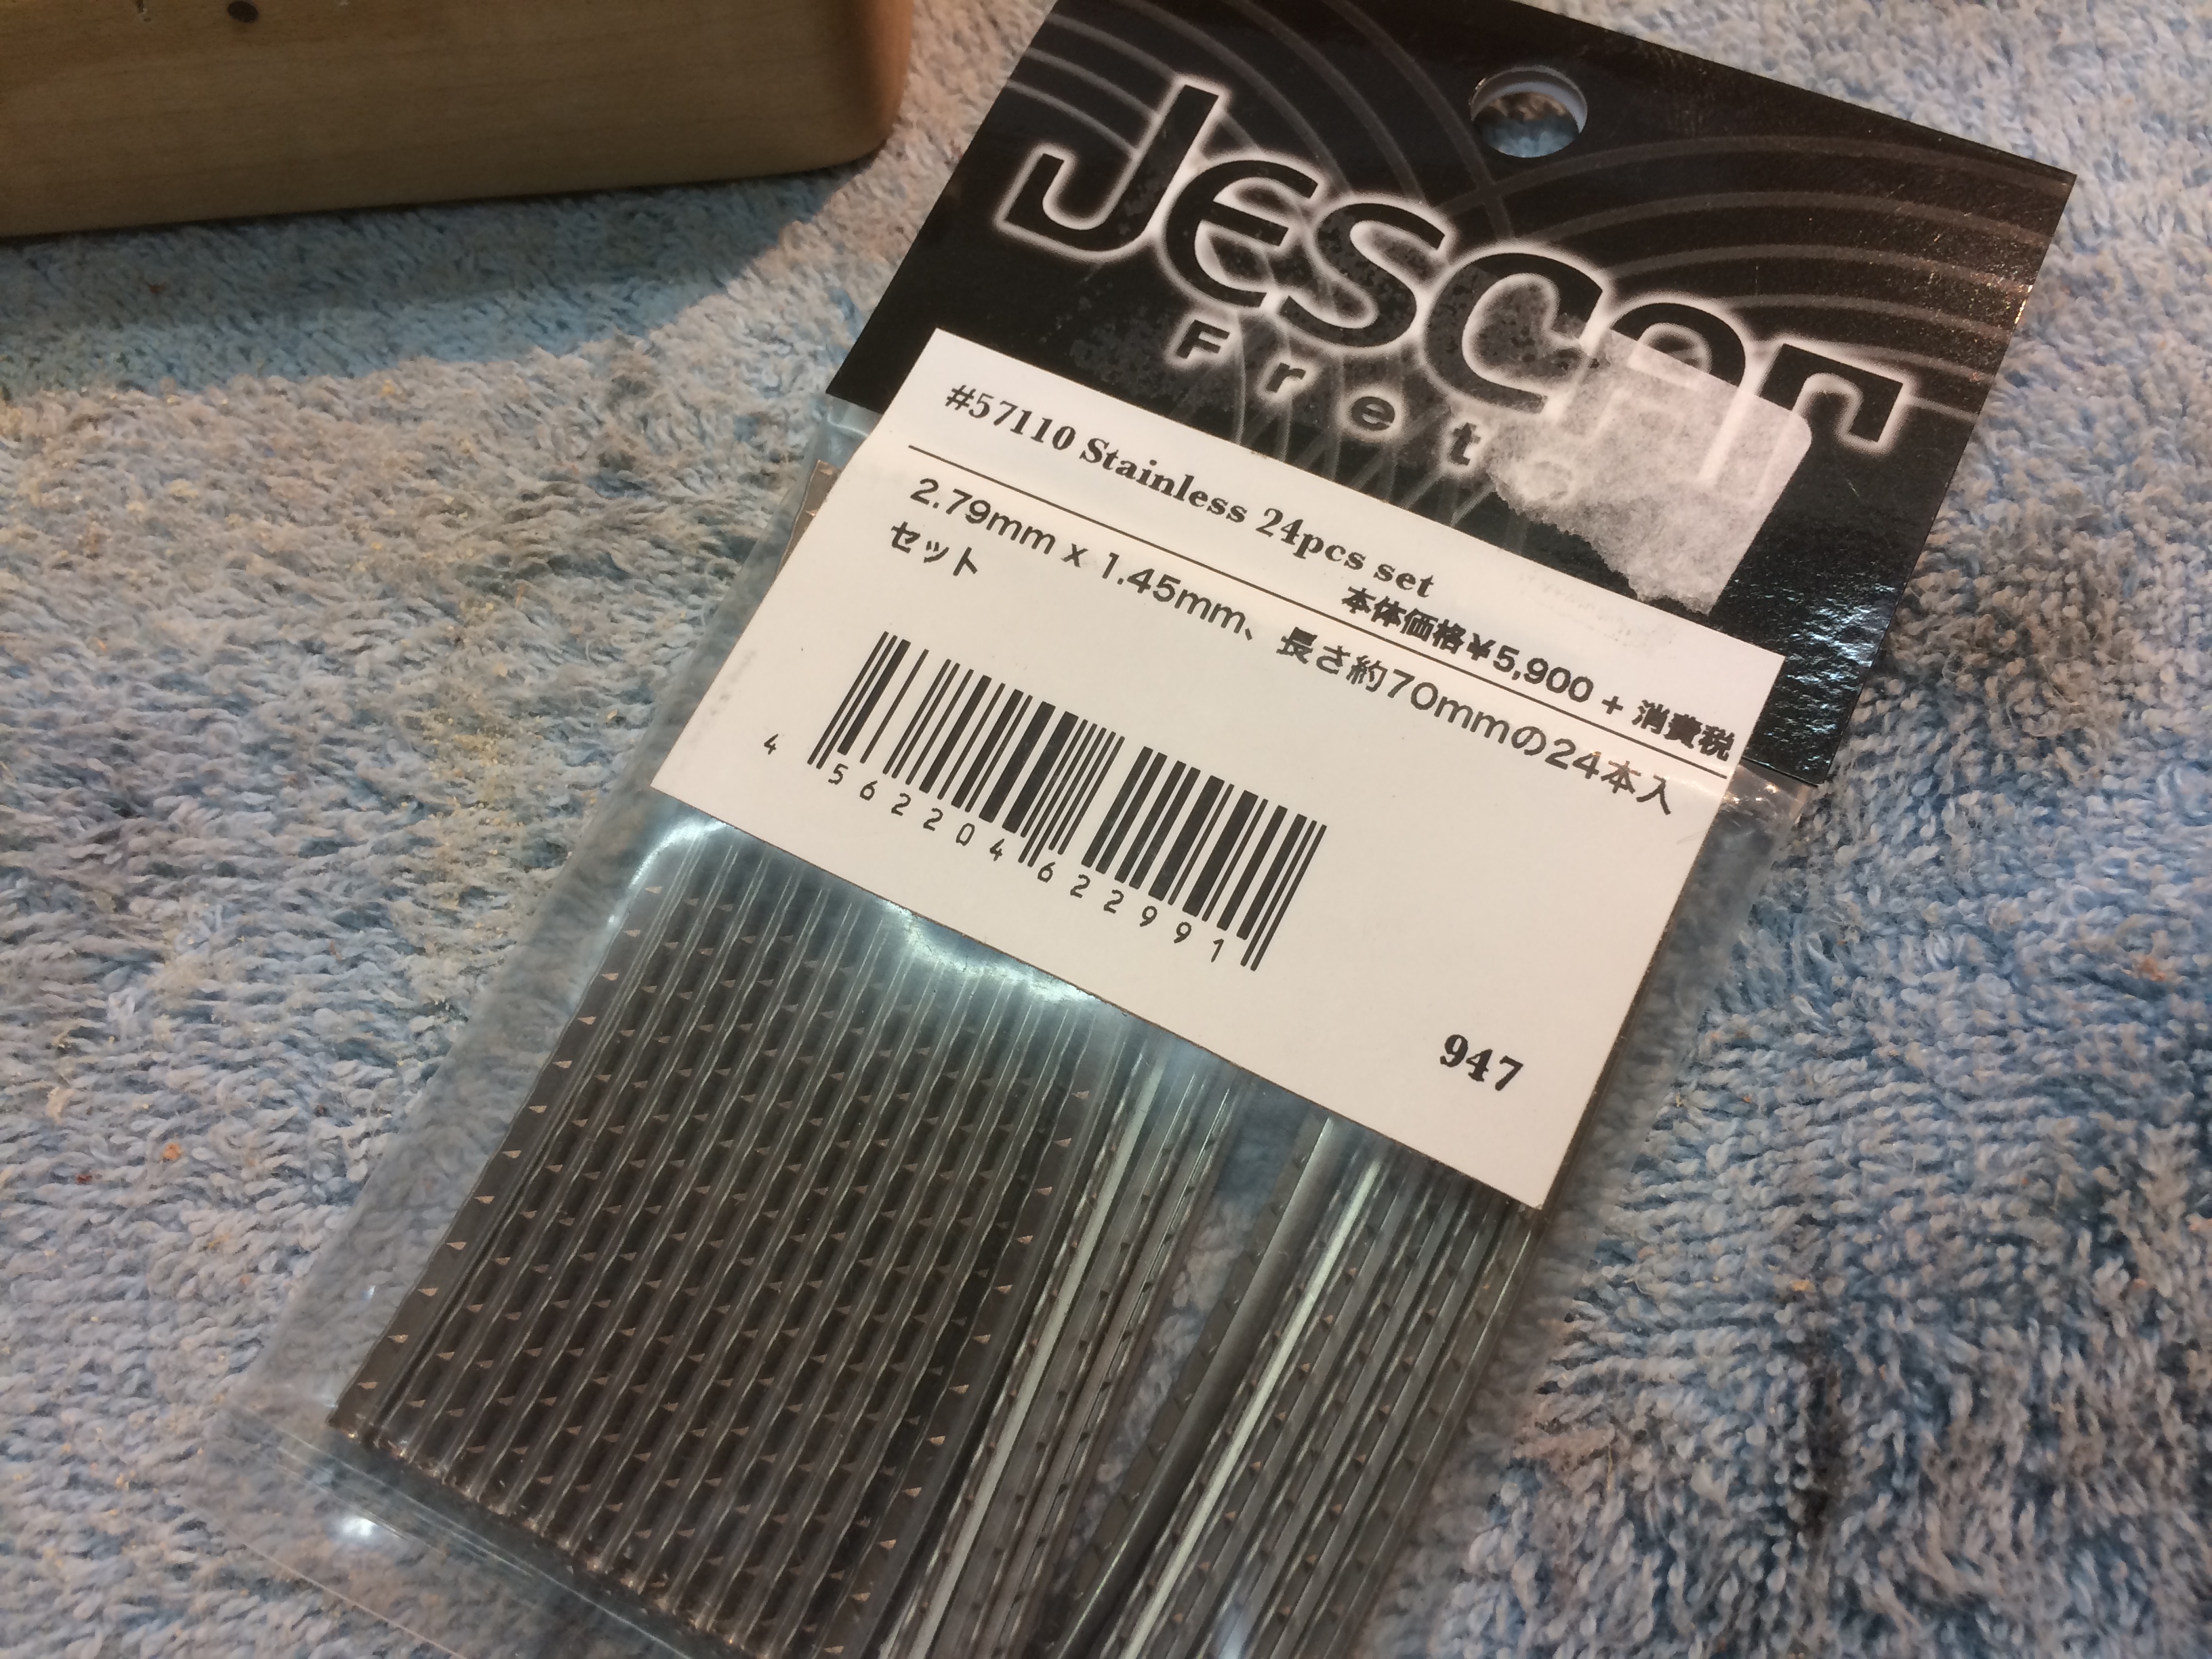 Jescar
Frets
#57110 Stainless 24pcs set
本体価格¥5,900 + 消費税
2.79mm x 1.45mm、長さ約70mmの24本入
セット
4 562204 622991
947